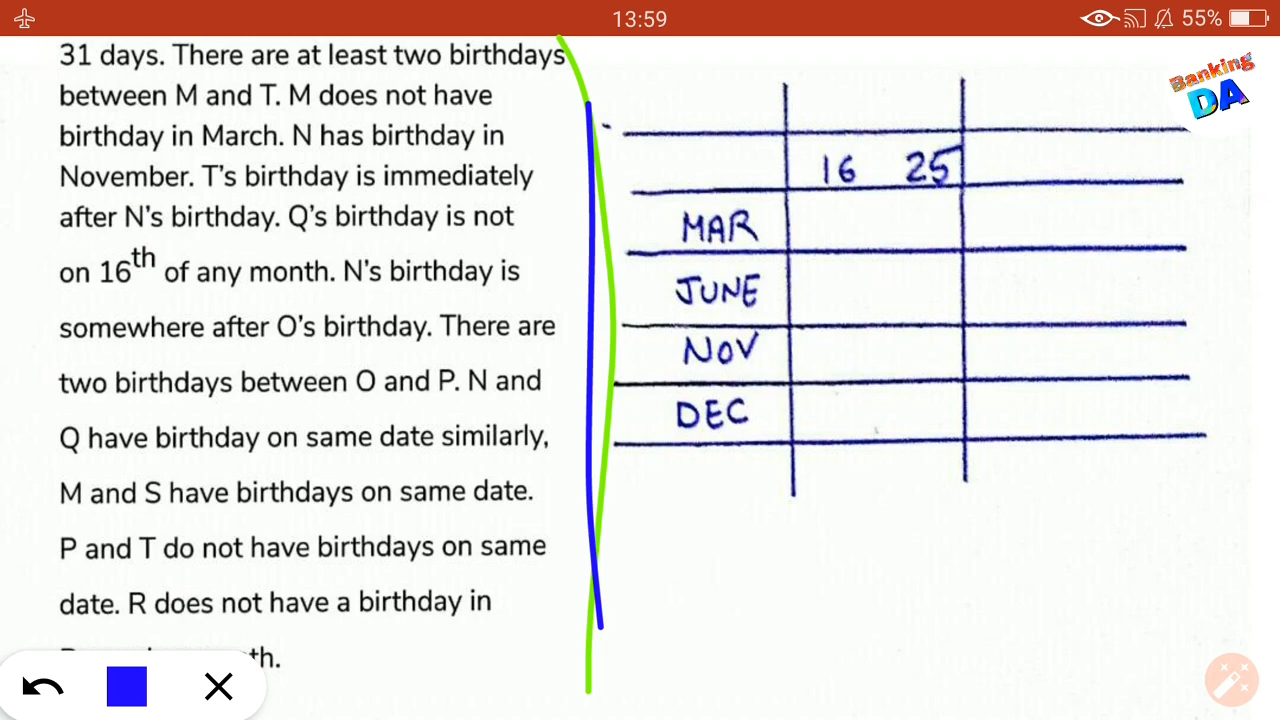 13:59
55%
31 days. There are at least two birthdays
between M and T. M does not have
birthday in March. N has birthday in
November. T's birthday is immediately
after N's birthday. Q's birthday is not
on 16th of any month. N's birthday is
somewhere after O's birthday. There are
two birthdays between O and P. N and
Q have birthday on same date similarly,
M and S have birthdays on same date.
P and T do not have birthdays on same
date. R does not have a birthday in
th.
Banking
DA
16 25
MAR
JUNE
NOV
DEC